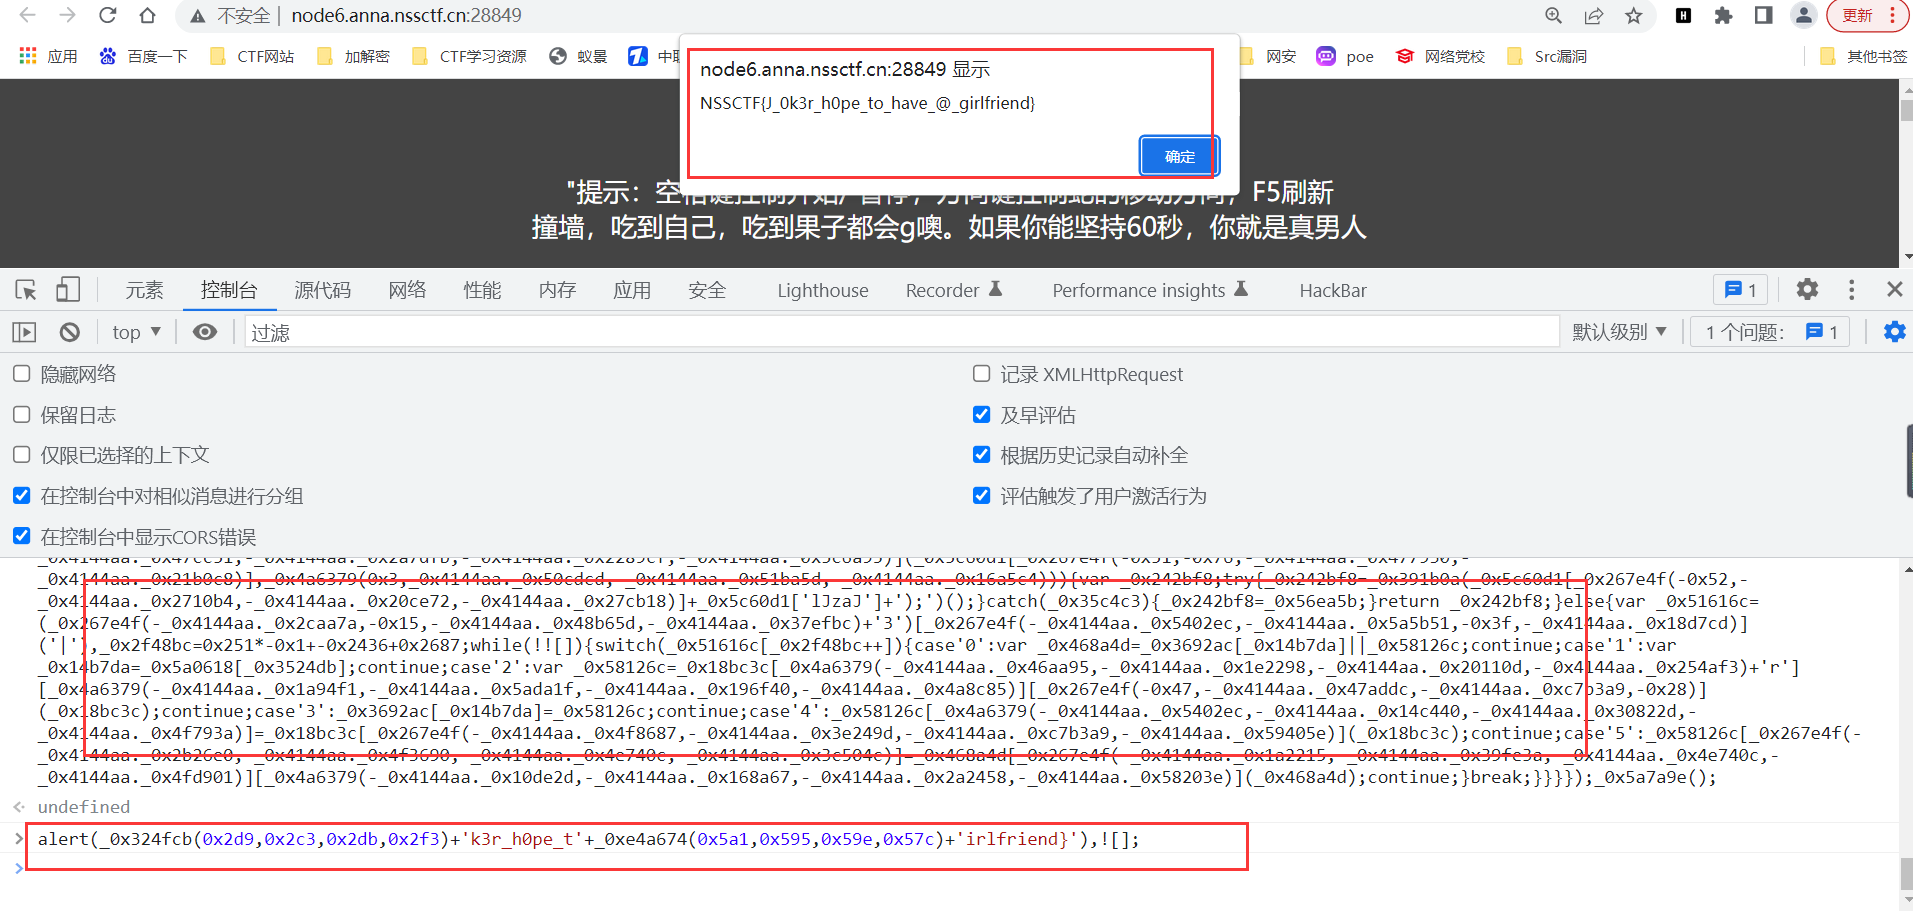 不安全 | node6.anna.nssctf.cn:28849
更新
应用 百度一下 CTF网站 加解密 CTF学习资源 蚁景 网安 poe 网络党校 Src漏洞 其他书签
node6.anna.nssctf.cn:28849 显示
NSSCTF{J_0k3r_h0pe_to_have_@_girlfriend}
确定
"提示：空格键控制开始/暂停，方向键控制蛇的移动方向，F5刷新
撞墙，吃到自己，吃到果子都会g噢。如果你能坚持60秒，你就是真男人
元素 控制台 源代码 网络 性能 内存 应用 安全 Lighthouse Recorder Performance insights HackBar 1
top 过滤 默认级别 1 个问题： 1
隐藏网络 记录 XMLHttpRequest
保留日志 及早评估
仅限已选择的上下文 根据历史记录自动补全
在控制台中对相似消息进行分组 评估触发了用户激活行为
在控制台中显示CORS错误
_0x4144aa._0x21b0c8)],_0x4a6379(0x3,_0x4144aa._0x50cdcd,-_0x4144aa._0x51ba5d,-_0x4144aa._0x16a5c4))){var _0x242bf8;try{_0x242bf8=_0x391b0a(_0x5c60d1[_0x267e4f(-0x52,-
_0x4144aa._0x2710b4,-_0x4144aa._0x20ce72,-_0x4144aa._0x27cb18)]+_0x5c60d1['lJzaJ']+');')();}catch(_0x35c4c3){_0x242bf8=_0x56ea5b;}return _0x242bf8;}else{var _0x51616c=
(_0x267e4f(-_0x4144aa._0x2caa7a,-0x15,-_0x4144aa._0x48b65d,-_0x4144aa._0x37efbc)+'3')[_0x267e4f(-_0x4144aa._0x5402ec,-_0x4144aa._0x5a5b51,-0x3f,-_0x4144aa._0x18d7cd)]
('|'),_0x2f48bc=0x251*-0x1+-0x2436+0x2687;while(!![]){switch(_0x51616c[_0x2f48bc++]){case'0':var _0x468a4d=_0x3692ac[_0x14b7da]||_0x58126c;continue;case'1':var
_0x14b7da=_0x5a0618[_0x3524db];continue;case'2':var _0x58126c=_0x18bc3c[_0x4a6379(-_0x4144aa._0x46aa95,-_0x4144aa._0x1e2298,-_0x4144aa._0x20110d,-_0x4144aa._0x254af3)+'r']
[_0x4a6379(-_0x4144aa._0x1a94f1,-_0x4144aa._0x5ada1f,-_0x4144aa._0x196f40,-_0x4144aa._0x4a8c85)][_0x267e4f(-0x47,-_0x4144aa._0x47addc,-_0x4144aa._0xc7b3a9,-0x28)]
(_0x18bc3c);continue;case'3':_0x3692ac[_0x14b7da]=_0x58126c;continue;case'4':_0x58126c[_0x4a6379(-_0x4144aa._0x5402ec,-_0x4144aa._0x14c440,-_0x4144aa._0x30822d,-
_0x4144aa._0x4f793a)]=_0x18bc3c[_0x267e4f(-_0x4144aa._0x4f8687,-_0x4144aa._0x3e249d,-_0x4144aa._0xc7b3a9,-_0x4144aa._0x59405e)](_0x18bc3c);continue;case'5':_0x58126c[_0x267e4f(-
_0x4144aa._0x2b26e0,-_0x4144aa._0x4f3690,-_0x4144aa._0x4e740c,-_0x4144aa._0x3c504c)]=_0x468a4d[_0x267e4f(-_0x4144aa._0x1a2215,-_0x4144aa._0x39fe3a,-_0x4144aa._0x4e740c,-
_0x4144aa._0x4fd901)][_0x4a6379(-_0x4144aa._0x10de2d,-_0x4144aa._0x168a67,-_0x4144aa._0x2a2458,-_0x4144aa._0x58203e)](_0x468a4d);continue;}break;}}}});_0x5a7a9e();
undefined
alert(_0x324fcb(0x2d9,0x2c3,0x2db,0x2f3)+'k3r_h0pe_t'+_0xe4a674(0x5a1,0x595,0x59e,0x57c)+'irlfriend}'),![];